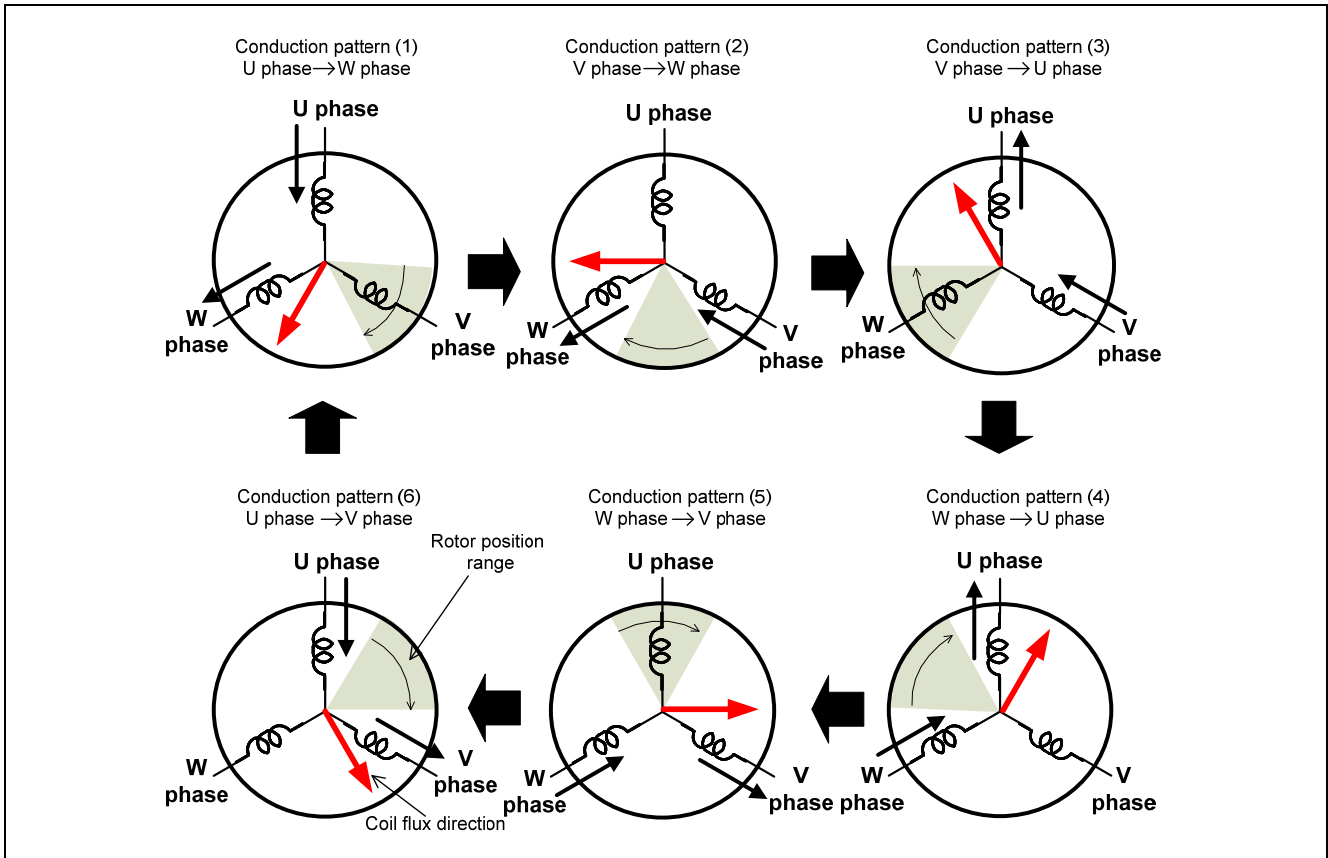 Conduction pattern (1)
U phase→W phase
U phase
W
phase
V
phase
Conduction pattern (2)
V phase→W phase
U phase
W
phase
V
phase
Conduction pattern (3)
V phase →U phase
U phase
W
phase
V
phase
Conduction pattern (6)
U phase →V phase
Rotor position
range
U phase
W
phase
V
phase
Coil flux direction
Conduction pattern (5)
W phase →V phase
U phase
W
phase
V
phase
Conduction pattern (4)
W phase →U phase
U phase
W
phase
V
phase